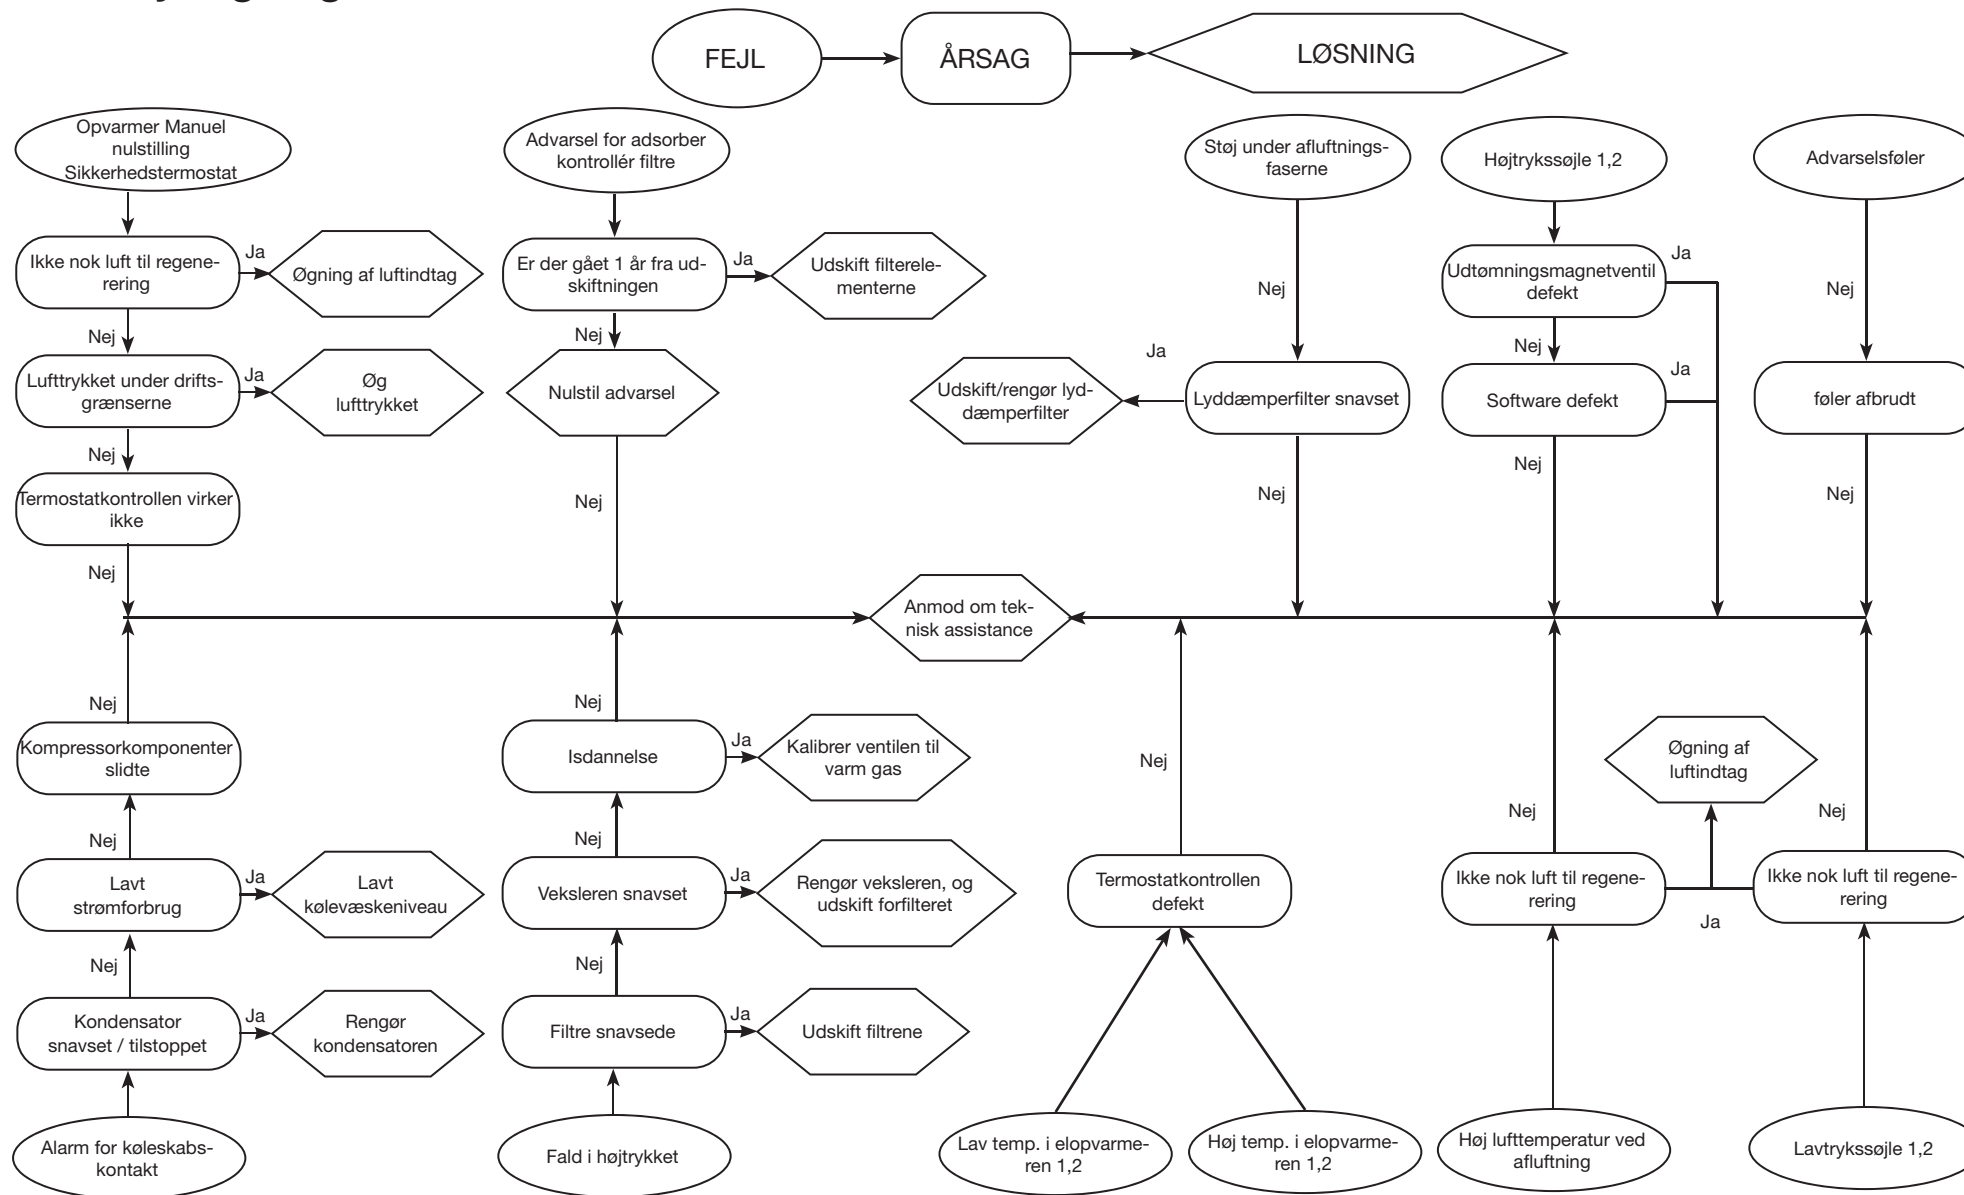 FEJL
ÅRSAG
LØSNING
Opvarmer Manuel
nulstilling
Sikkerhedstermostat
Ikke nok luft til regene-
rering
Ja
Øgning af luftindtag
Nej
Lufttrykket under drifts-
grænserne
Ja
Øg
lufttrykket
Nej
Termostatkontrollen virker
ikke
Nej
Advarsel for adsorber
kontrollér filtre
Er der gået 1 år fra ud-
skiftningen
Ja
Udskift filterele-
menterne
Nej
Nulstil advarsel
Nej
Støj under afluftnings-
faserne
Nej
Ja
Udskift/rengør lyd-
dæmperfilter
Lyddæmperfilter snavset
Nej
Højtrykssøjle 1,2
Udtømningsmagnetventil
defekt
Ja
Nej
Software defekt
Ja
Nej
Advarselsføler
Nej
føler afbrudt
Nej
Anmod om tek-
nisk assistance
Nej
Kompressorkomponenter
slidte
Nej
Lavt
strømforbrug
Ja
Lavt
kølevæskeniveau
Nej
Kondensator
snavset / tilstoppet
Ja
Rengør
kondensatoren
Alarm for køleskabs-
kontakt
Nej
Isdannelse
Ja
Kalibrer ventilen til
varm gas
Nej
Veksleren snavset
Ja
Rengør veksleren, og
udskift forfilteret
Nej
Filtre snavsede
Ja
Udskift filtrene
Fald i højtrykket
Nej
Termostatkontrollen
defekt
Lav temp. i elopvarme-
ren 1,2
Høj temp. i elopvarme-
ren 1,2
Nej
Øgning af
luftindtag
Nej
Ikke nok luft til regene-
rering
Ja
Ikke nok luft til regene-
rering
Høj lufttemperatur ved
afluftning
Lavtrykssøjle 1,2